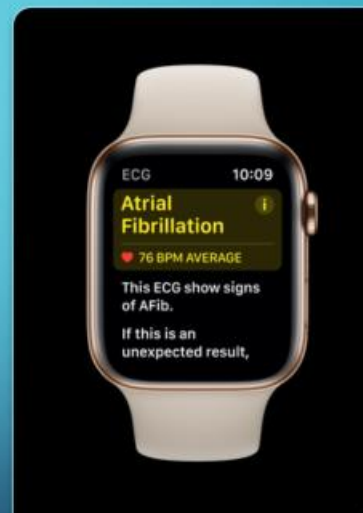 ECG 10:09
Atrial
Fibrillation
76 BPM AVERAGE
This ECG show signs
of AFib.
If this is an
unexpected result,